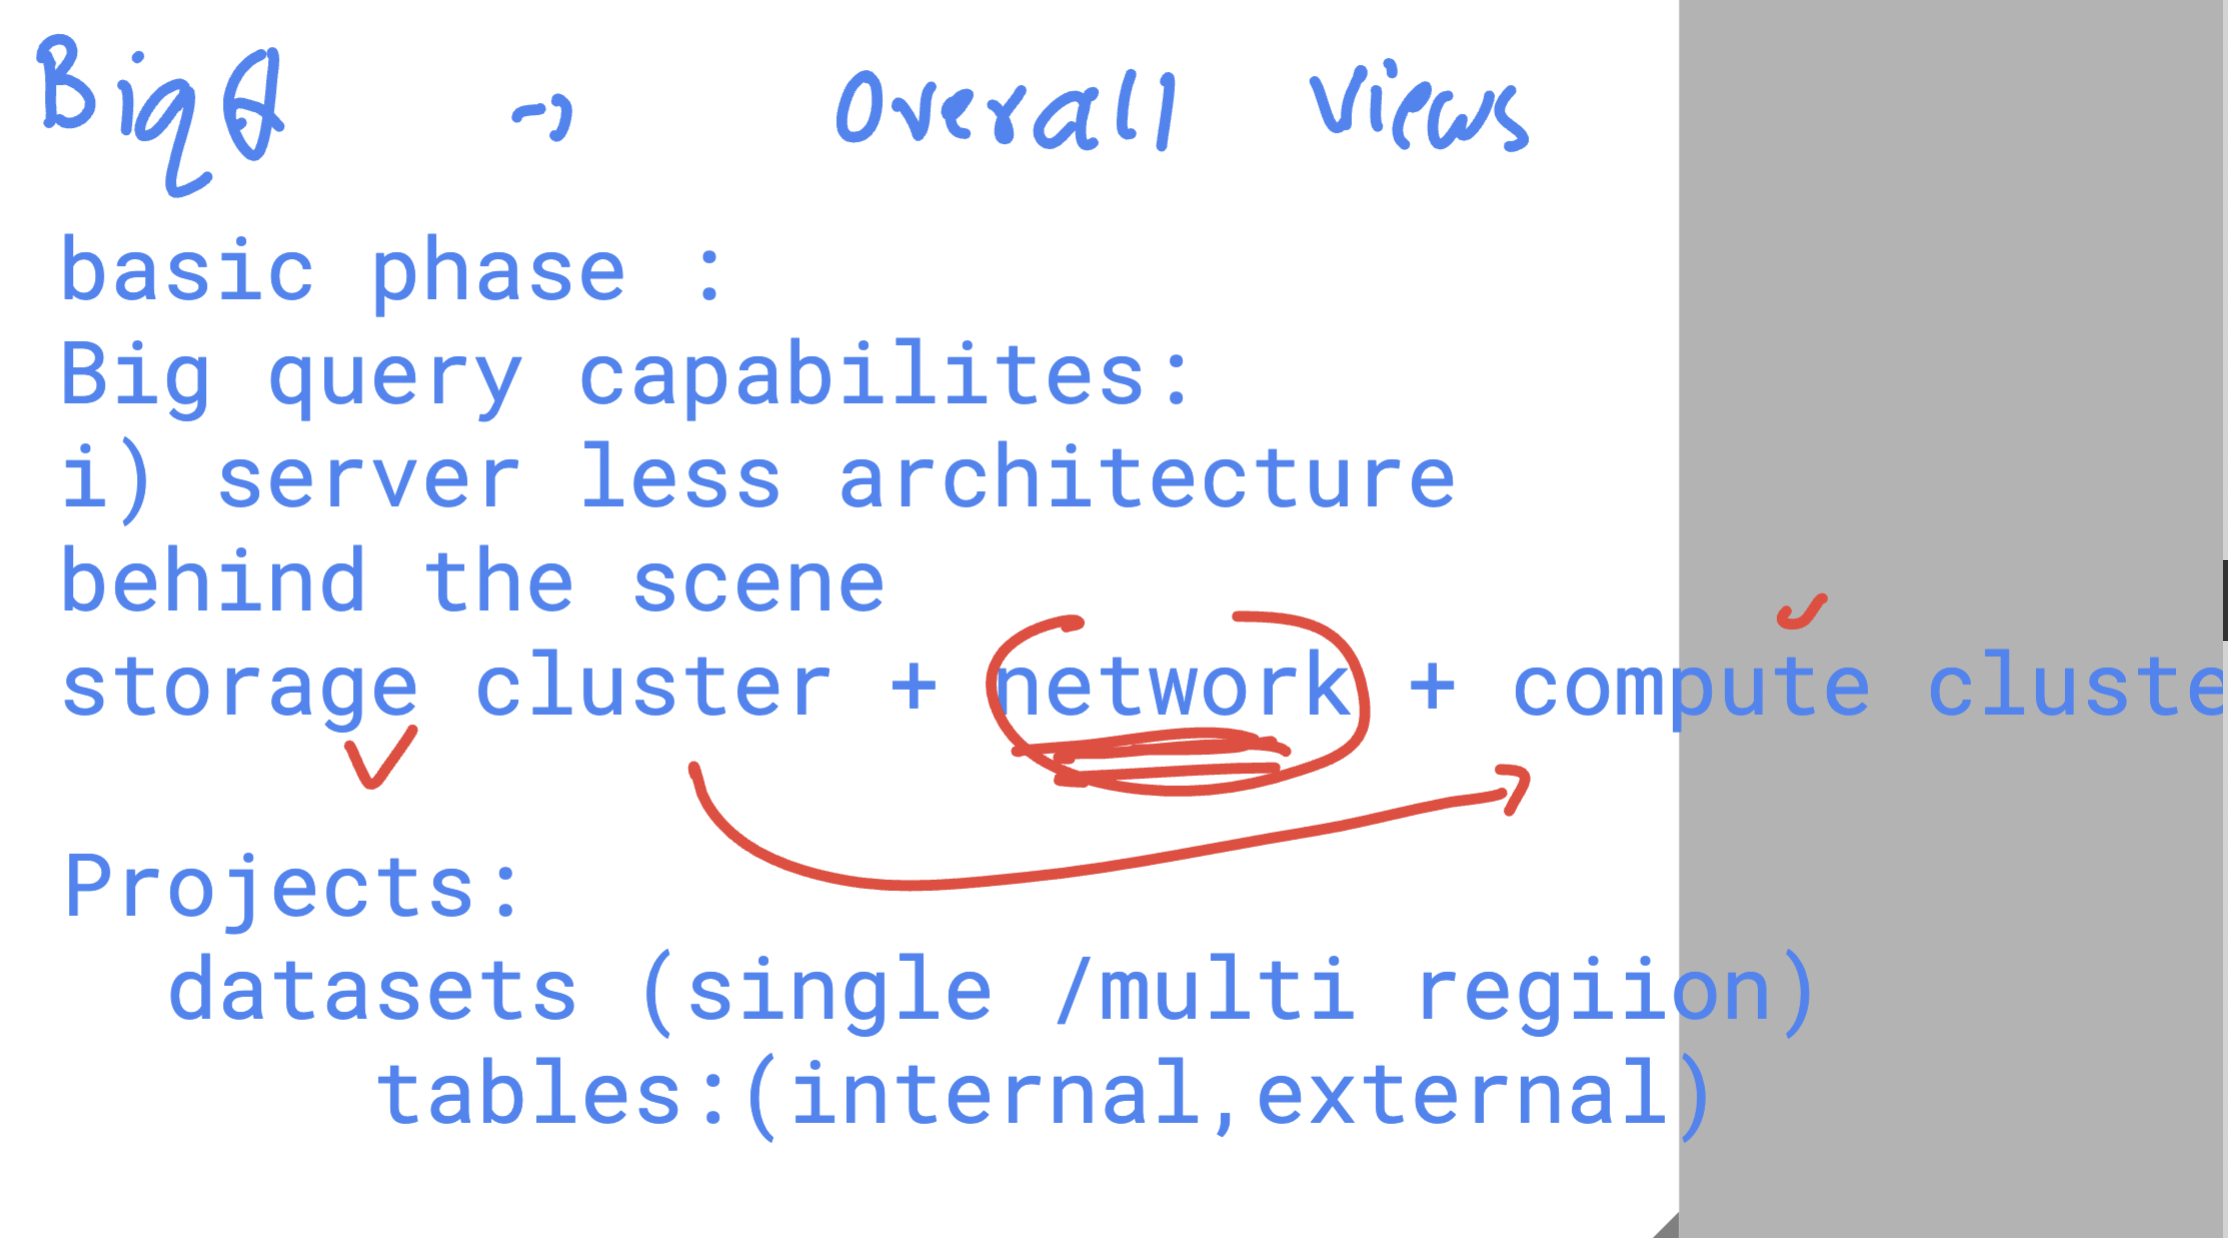 BigQ -> Overall views
basic phase :
Big query capabilites:
i) server less architecture
behind the scene
storage cluster + network + compute cluste
Projects:
datasets (single /multi regiion)
tables:(internal,external)